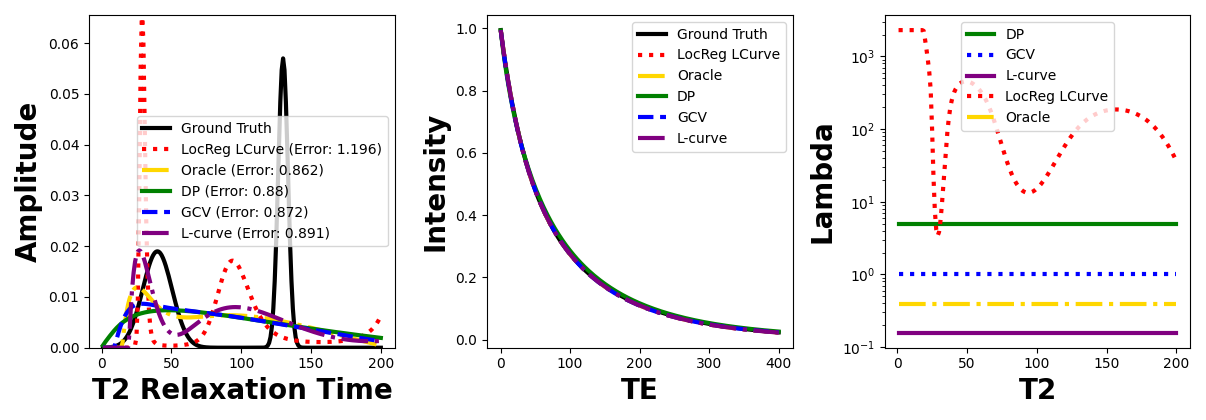 Amplitude
0.06
0.05
0.04
0.03
0.02
0.01
0.00
Ground Truth
LocReg LCurve (Error: 1.196)
Oracle (Error: 0.862)
DP (Error: 0.88)
GCV (Error: 0.872)
L-curve (Error: 0.891)
0 50 100 150 200
T2 Relaxation Time
Intensity
1.0
0.8
0.6
0.4
0.2
0.0
Ground Truth
LocReg LCurve
Oracle
DP
GCV
L-curve
0 100 200 300 400
TE
Lambda
10³
10²
10¹
10⁰
10⁻¹
DP
GCV
L-curve
LocReg LCurve
Oracle
0 50 100 150 200
T2